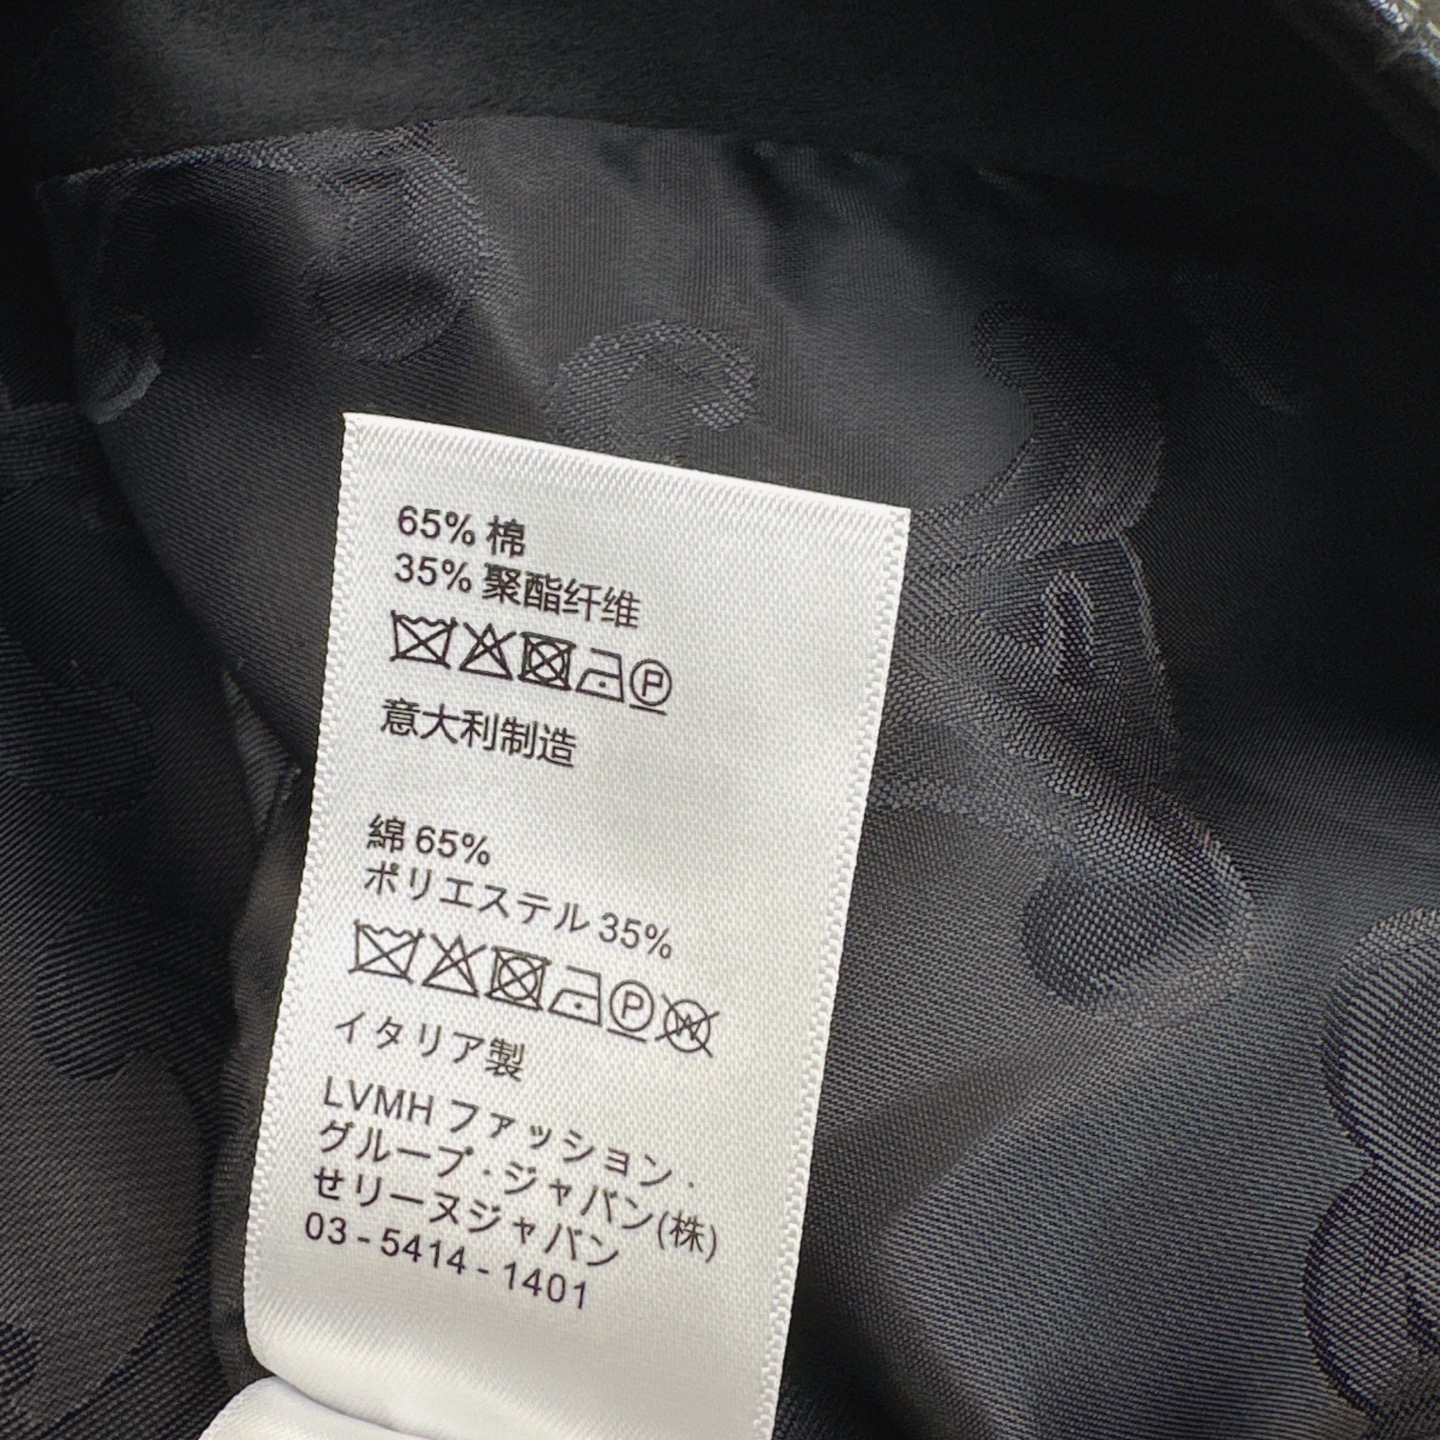 65% 棉
35% 聚酯纤维
P
意大利制造
綿 65%
ポリエステル 35%
P W
イタリア製
LVMH ファッション・
グループ・ジャパン(株)
せリーヌジャパン
03-5414-1401